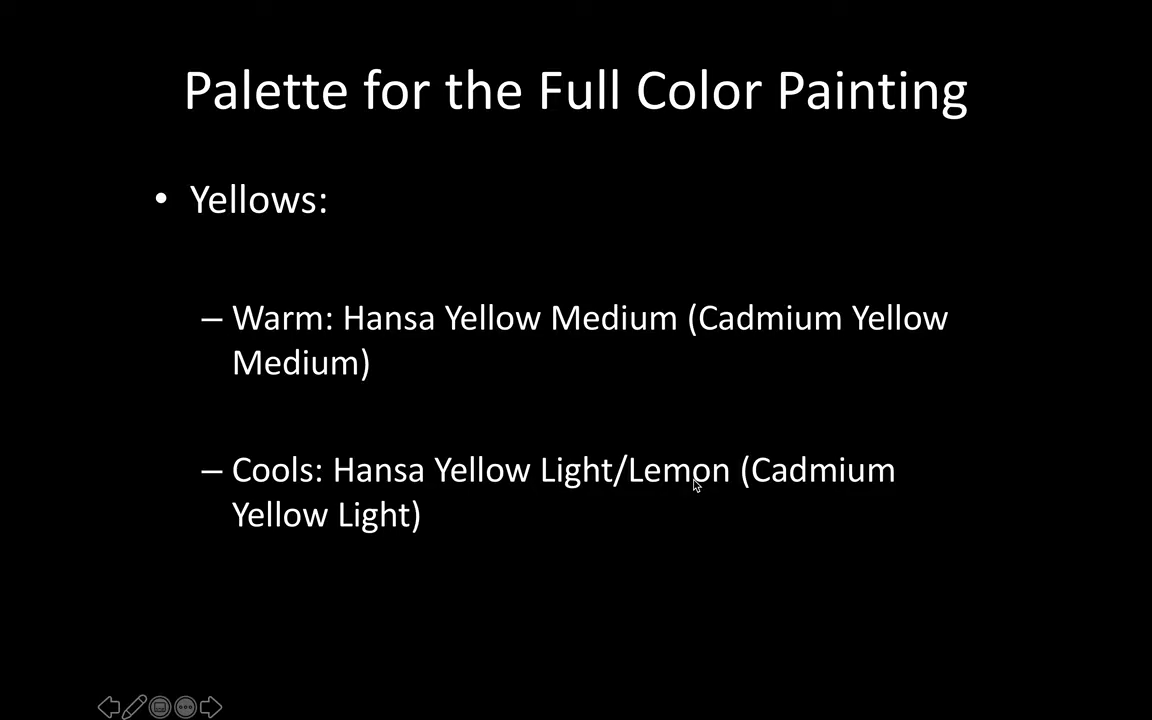 Palette for the Full Color Painting
• Yellows:
– Warm: Hansa Yellow Medium (Cadmium Yellow
Medium)
– Cools: Hansa Yellow Light/Lemon (Cadmium
Yellow Light)